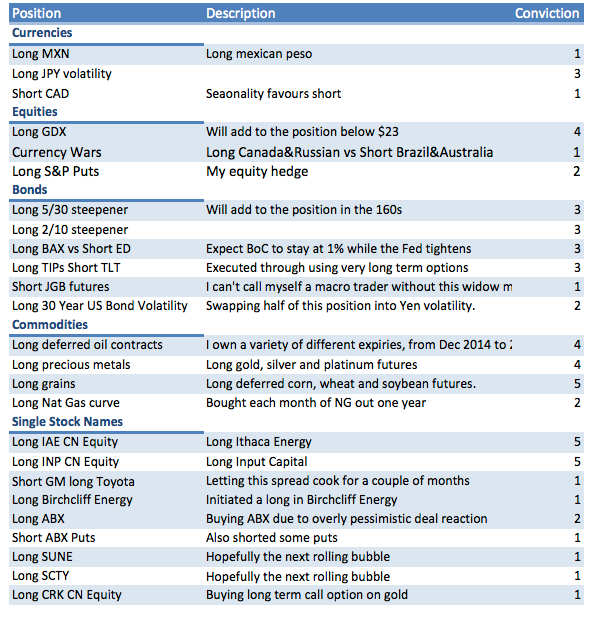 Position Description Conviction
Currencies
Long MXN Long mexican peso 1
Long JPY volatility 3
Short CAD Seaonality favours short 1
Equities
Long GDX Will add to the position below $23 4
Currency Wars Long Canada&Russian vs Short Brazil&Australia 1
Long S&P Puts My equity hedge 2
Bonds
Long 5/30 steepener Will add to the position in the 160s 3
Long 2/10 steepener 3
Long BAX vs Short ED Expect BoC to stay at 1% while the Fed tightens 3
Long TIPs Short TLT Executed through using very long term options 3
Short JGB futures I can't call myself a macro trader without this widow m 1
Long 30 Year US Bond Volatility Swapping half of this position into Yen volatility. 2
Commodities
Long deferred oil contracts I own a variety of different expiries, from Dec 2014 to 4
Long precious metals Long gold, silver and platinum futures 4
Long grains Long deferred corn, wheat and soybean futures. 5
Long Nat Gas curve Bought each month of NG out one year 2
Single Stock Names
Long IAE CN Equity Long Ithaca Energy 5
Long INP CN Equity Long Input Capital 5
Short GM long Toyota Letting this spread cook for a couple of months 1
Long Birchcliff Energy Initiated a long in Birchcliff Energy 1
Long ABX Buying ABX due to overly pessimistic deal reaction 2
Short ABX Puts Also shorted some puts 1
Long SUNE Hopefully the next rolling bubble 1
Long SCTY Hopefully the next rolling bubble 1
Long CRK CN Equity Buying long term call option on gold 1